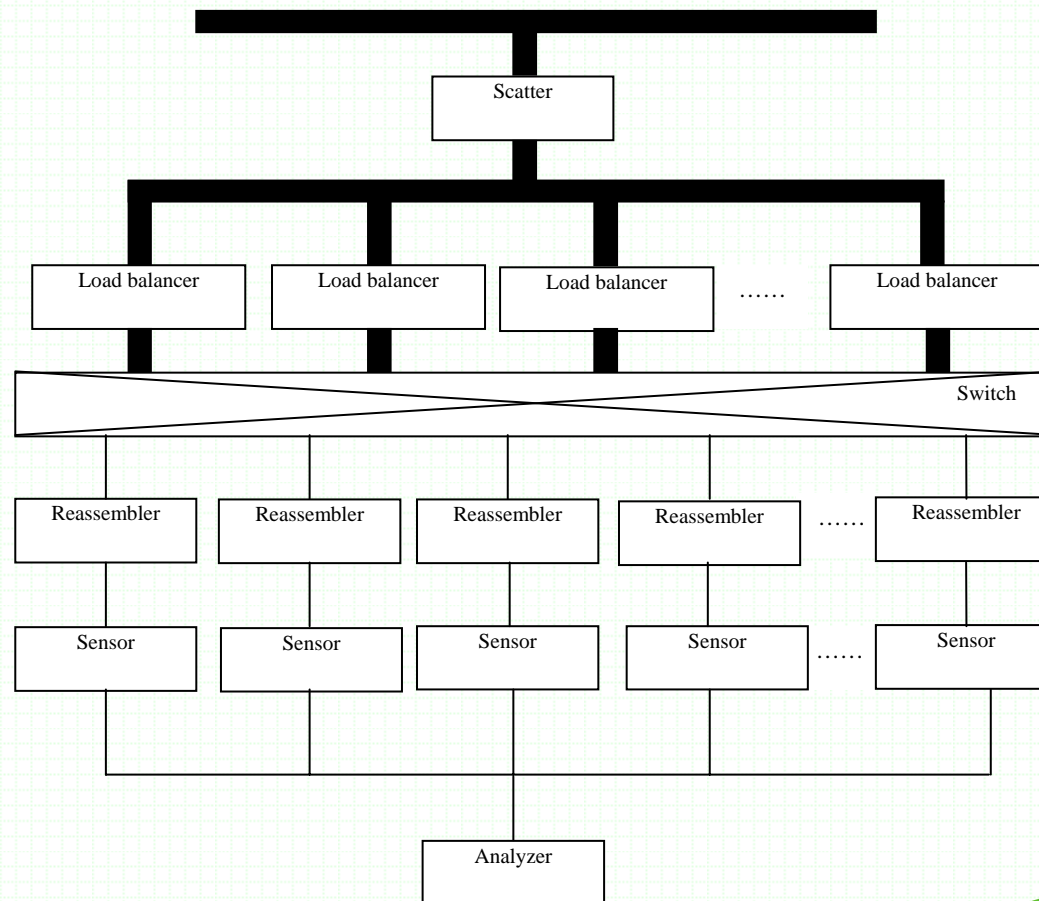 Scatter
Load balancer Load balancer Load balancer ...... Load balancer
Switch
Reassembler Reassembler Reassembler Reassembler ...... Reassembler
Sensor Sensor Sensor Sensor ...... Sensor
Analyzer